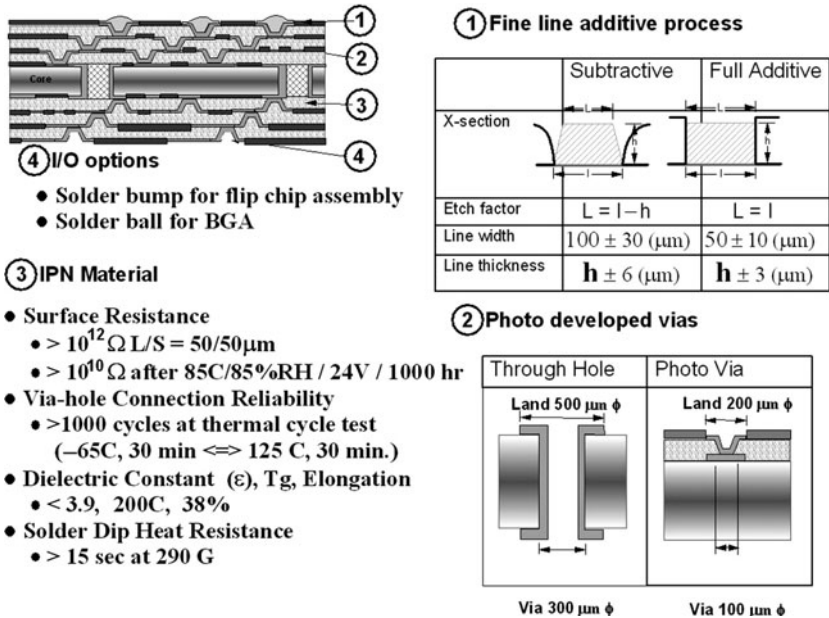 1
2
Core
3
4
4 I/O options
• Solder bump for flip chip assembly
• Solder ball for BGA
3 IPN Material
• Surface Resistance
• > 10^12 Ω L/S = 50/50μm
• > 10^10 Ω after 85C/85%RH / 24V / 1000 hr
• Via-hole Connection Reliability
• >1000 cycles at thermal cycle test
(–65C, 30 min <=> 125 C, 30 min.)
• Dielectric Constant (ε), Tg, Elongation
• < 3.9, 200C, 38%
• Solder Dip Heat Resistance
• > 15 sec at 290 G
1 Fine line additive process
Subtractive Full Additive
X-section L h l L h l
Etch factor L = l–h L = l
Line width 100 ± 30 (μm) 50 ± 10 (μm)
Line thickness h ± 6 (μm) h ± 3 (μm)
2 Photo developed vias
Through Hole Photo Via
Land 500 μm ϕ Land 200 μm ϕ
Via 300 μm ϕ Via 100 μm ϕ